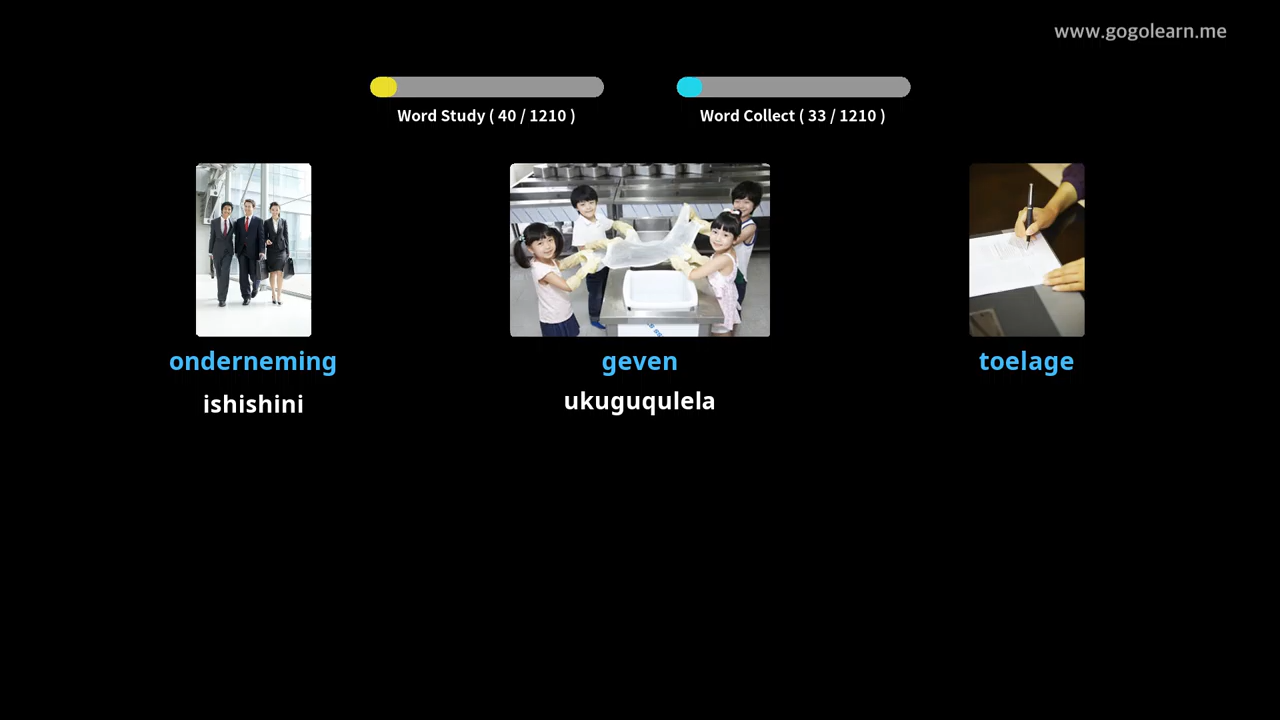 www.gogolearn.me
Word Study ( 40 / 1210 )
Word Collect ( 33 / 1210 )
onderneming
geven
toelage
ishishini
ukuguqulela